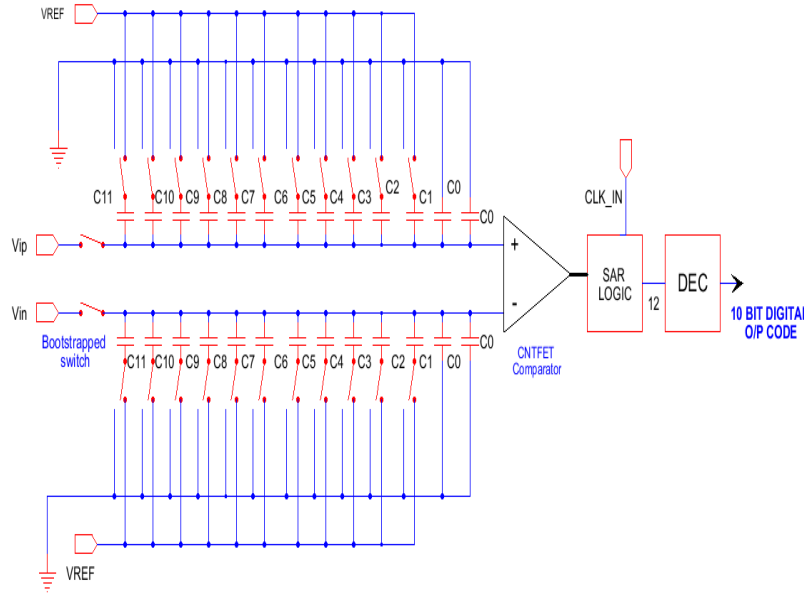 VREF
C11 C10 C9 C8 C7 C6 C5 C4 C3 C2 C1 C0 C0
CLK_IN
Vip
+
SAR LOGIC
DEC
12
10 BIT DIGITAL
O/P CODE
Vin
-
Bootstrapped
switch
CNTFET
Comparator
C11 C10 C9 C8 C7 C6 C5 C4 C3 C2 C1 C0 C0
VREF